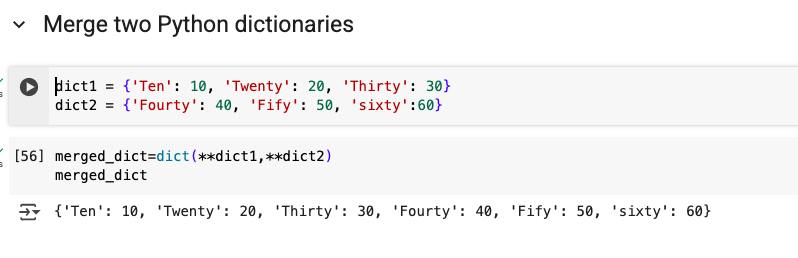 Merge two Python dictionaries
dict1 = {'Ten': 10, 'Twenty': 20, 'Thirty': 30}
dict2 = {'Fourty': 40, 'Fify': 50, 'sixty':60}
[56] merged_dict=dict(**dict1,**dict2)
merged_dict
{'Ten': 10, 'Twenty': 20, 'Thirty': 30, 'Fourty': 40, 'Fify': 50, 'sixty': 60}